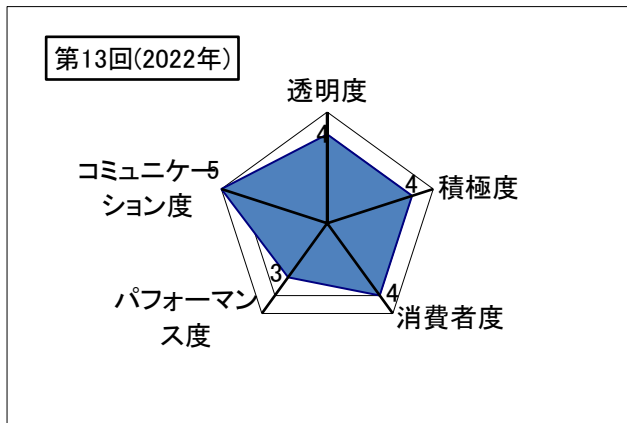 第13回(2022年)
透明度
4
コミュニケー
ション度
5
4
積極度
3
4
パフォーマン
ス度
消費者度